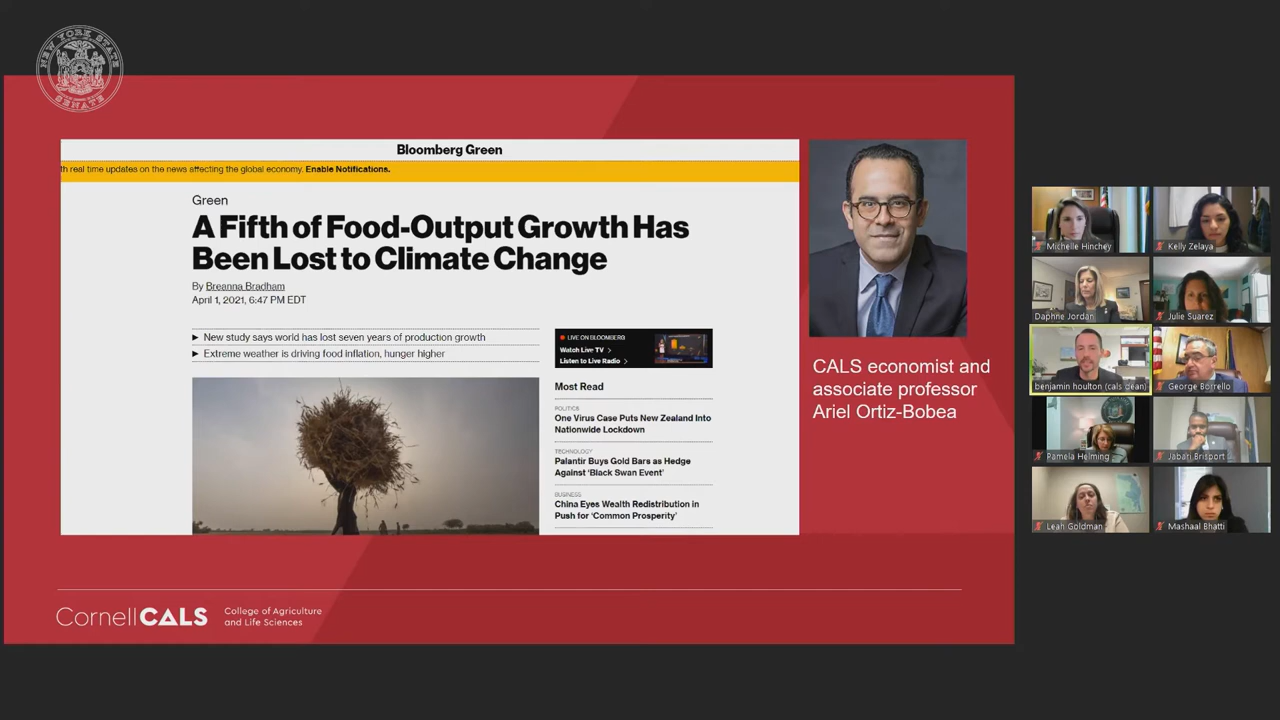 NEW YORK STATE
SENATE
Bloomberg Green
th real time updates on the news affecting the global economy. Enable Notifications.
Green
A Fifth of Food-Output Growth Has
Been Lost to Climate Change
By Breanna Bradham
April 1, 2021, 6:47 PM EDT
New study says world has lost seven years of production growth
Extreme weather is driving food inflation, hunger higher
LIVE ON BLOOMBERG
Watch Live TV
Listen to Live Radio
Most Read
POLITICS
One Virus Case Puts New Zealand Into
Nationwide Lockdown
TECHNOLOGY
Palantir Buys Gold Bars as Hedge
Against ‘Black Swan Event’
BUSINESS
China Eyes Wealth Redistribution in
Push for ‘Common Prosperity’
CALS economist and
associate professor
Ariel Ortiz-Bobea
CornellCALS
College of Agriculture
and Life Sciences
Michelle Hinchey
Kelly Zelaya
Daphne Jordan
Julie Suarez
benjamin houlton (cals dean)
George Borrello
Pamela Helming
Jabari Brisport
Leah Goldman
Mashaal Bhatti